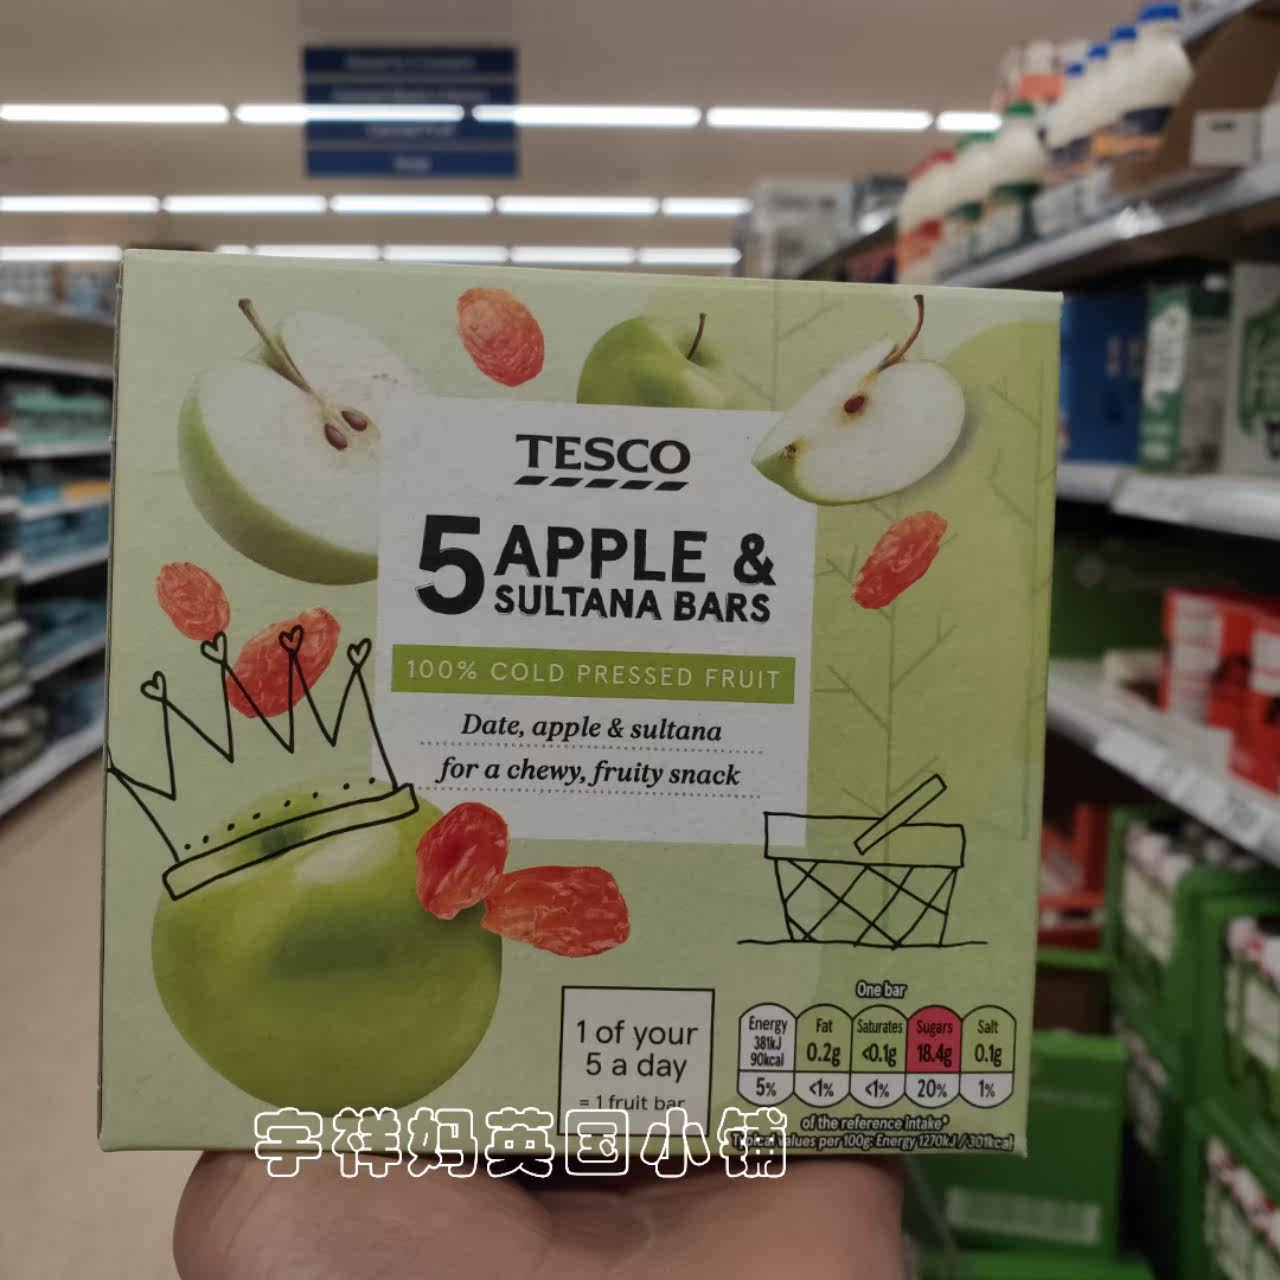 TESCO
5 APPLE &
SULTANA BARS
100% COLD PRESSED FRUIT
Date, apple & sultana
for a chewy, fruity snack
1 of your
5 a day
= 1 fruit bar
One bar
Energy
381kJ
90kcal
5%
Fat
0.2g
<1%
Saturates
<0.1g
<1%
Sugars
18.4g
20%
Salt
0.1g
1%
of the reference intake*
Typical values per 100g: Energy 1270kJ / 301kcal
宇祥妈英国小铺